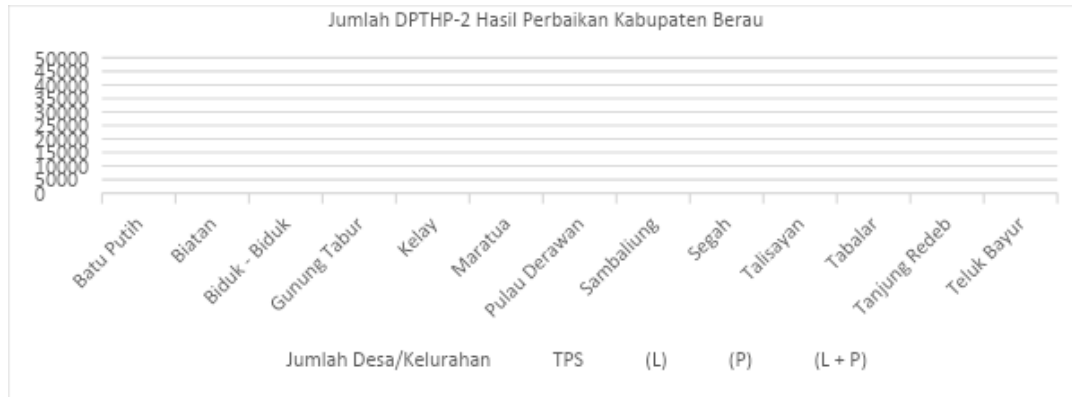 Jumlah DPTHP-2 Hasil Perbaikan Kabupaten Berau
50000
45000
40000
35000
30000
25000
20000
15000
10000
5000
0
Batu Putih
Biatan
Biduk - Biduk
Gunung Tabur
Kelay
Maratua
Pulau Derawan
Sambaliung
Segah
Talisayan
Tabalar
Tanjung Redeb
Teluk Bayur
Jumlah Desa/Kelurahan TPS (L) (P) (L + P)